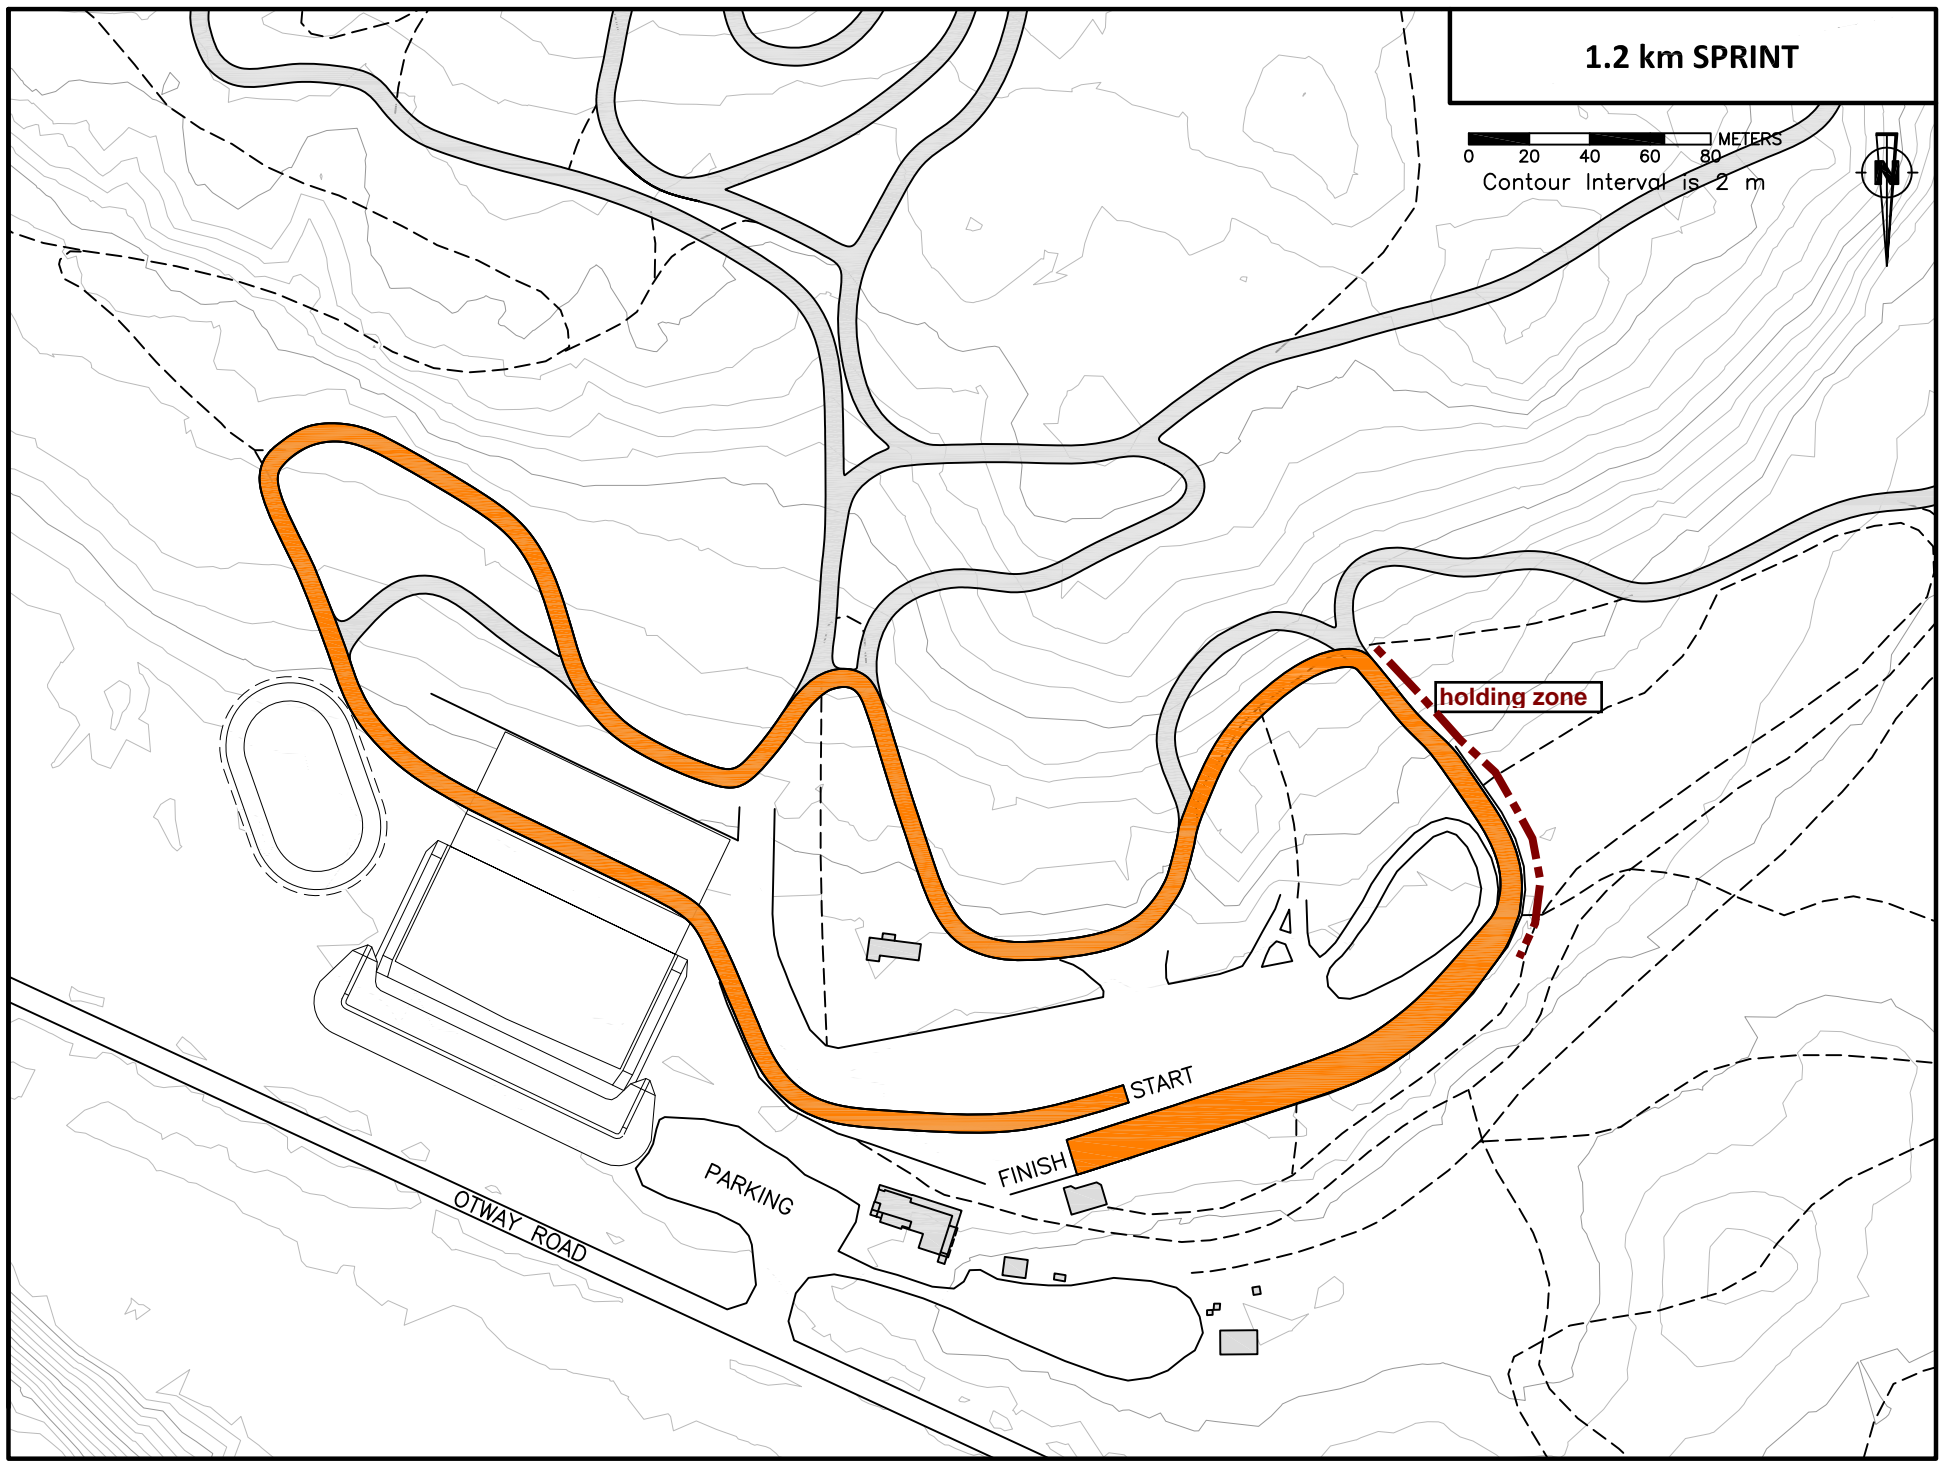 1.2 km SPRINT
METERS
0 20 40 60 80
Contour Interval is 2 m
N
holding zone
START
FINISH
PARKING
OTWAY ROAD